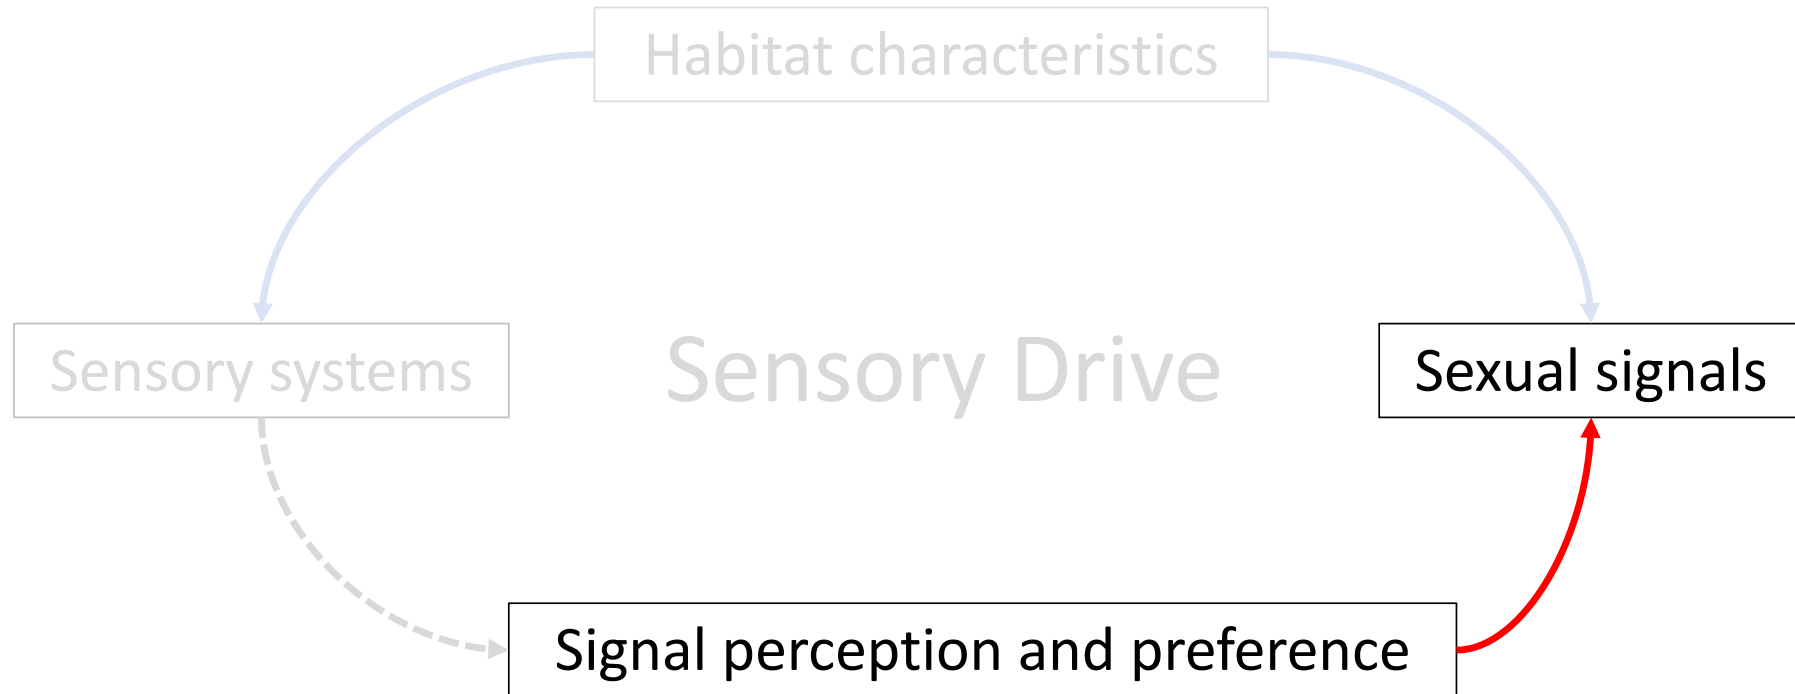 Habitat characteristics
Sensory systems
Sensory Drive
Sexual signals
Signal perception and preference